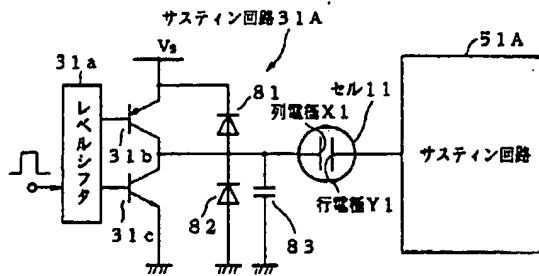 サスティン回路31A
51A
Vs
31a
81
セル11
列電極X1
レベルシフタ
31b
サスティン回路
行電極Y1
82
83
31c